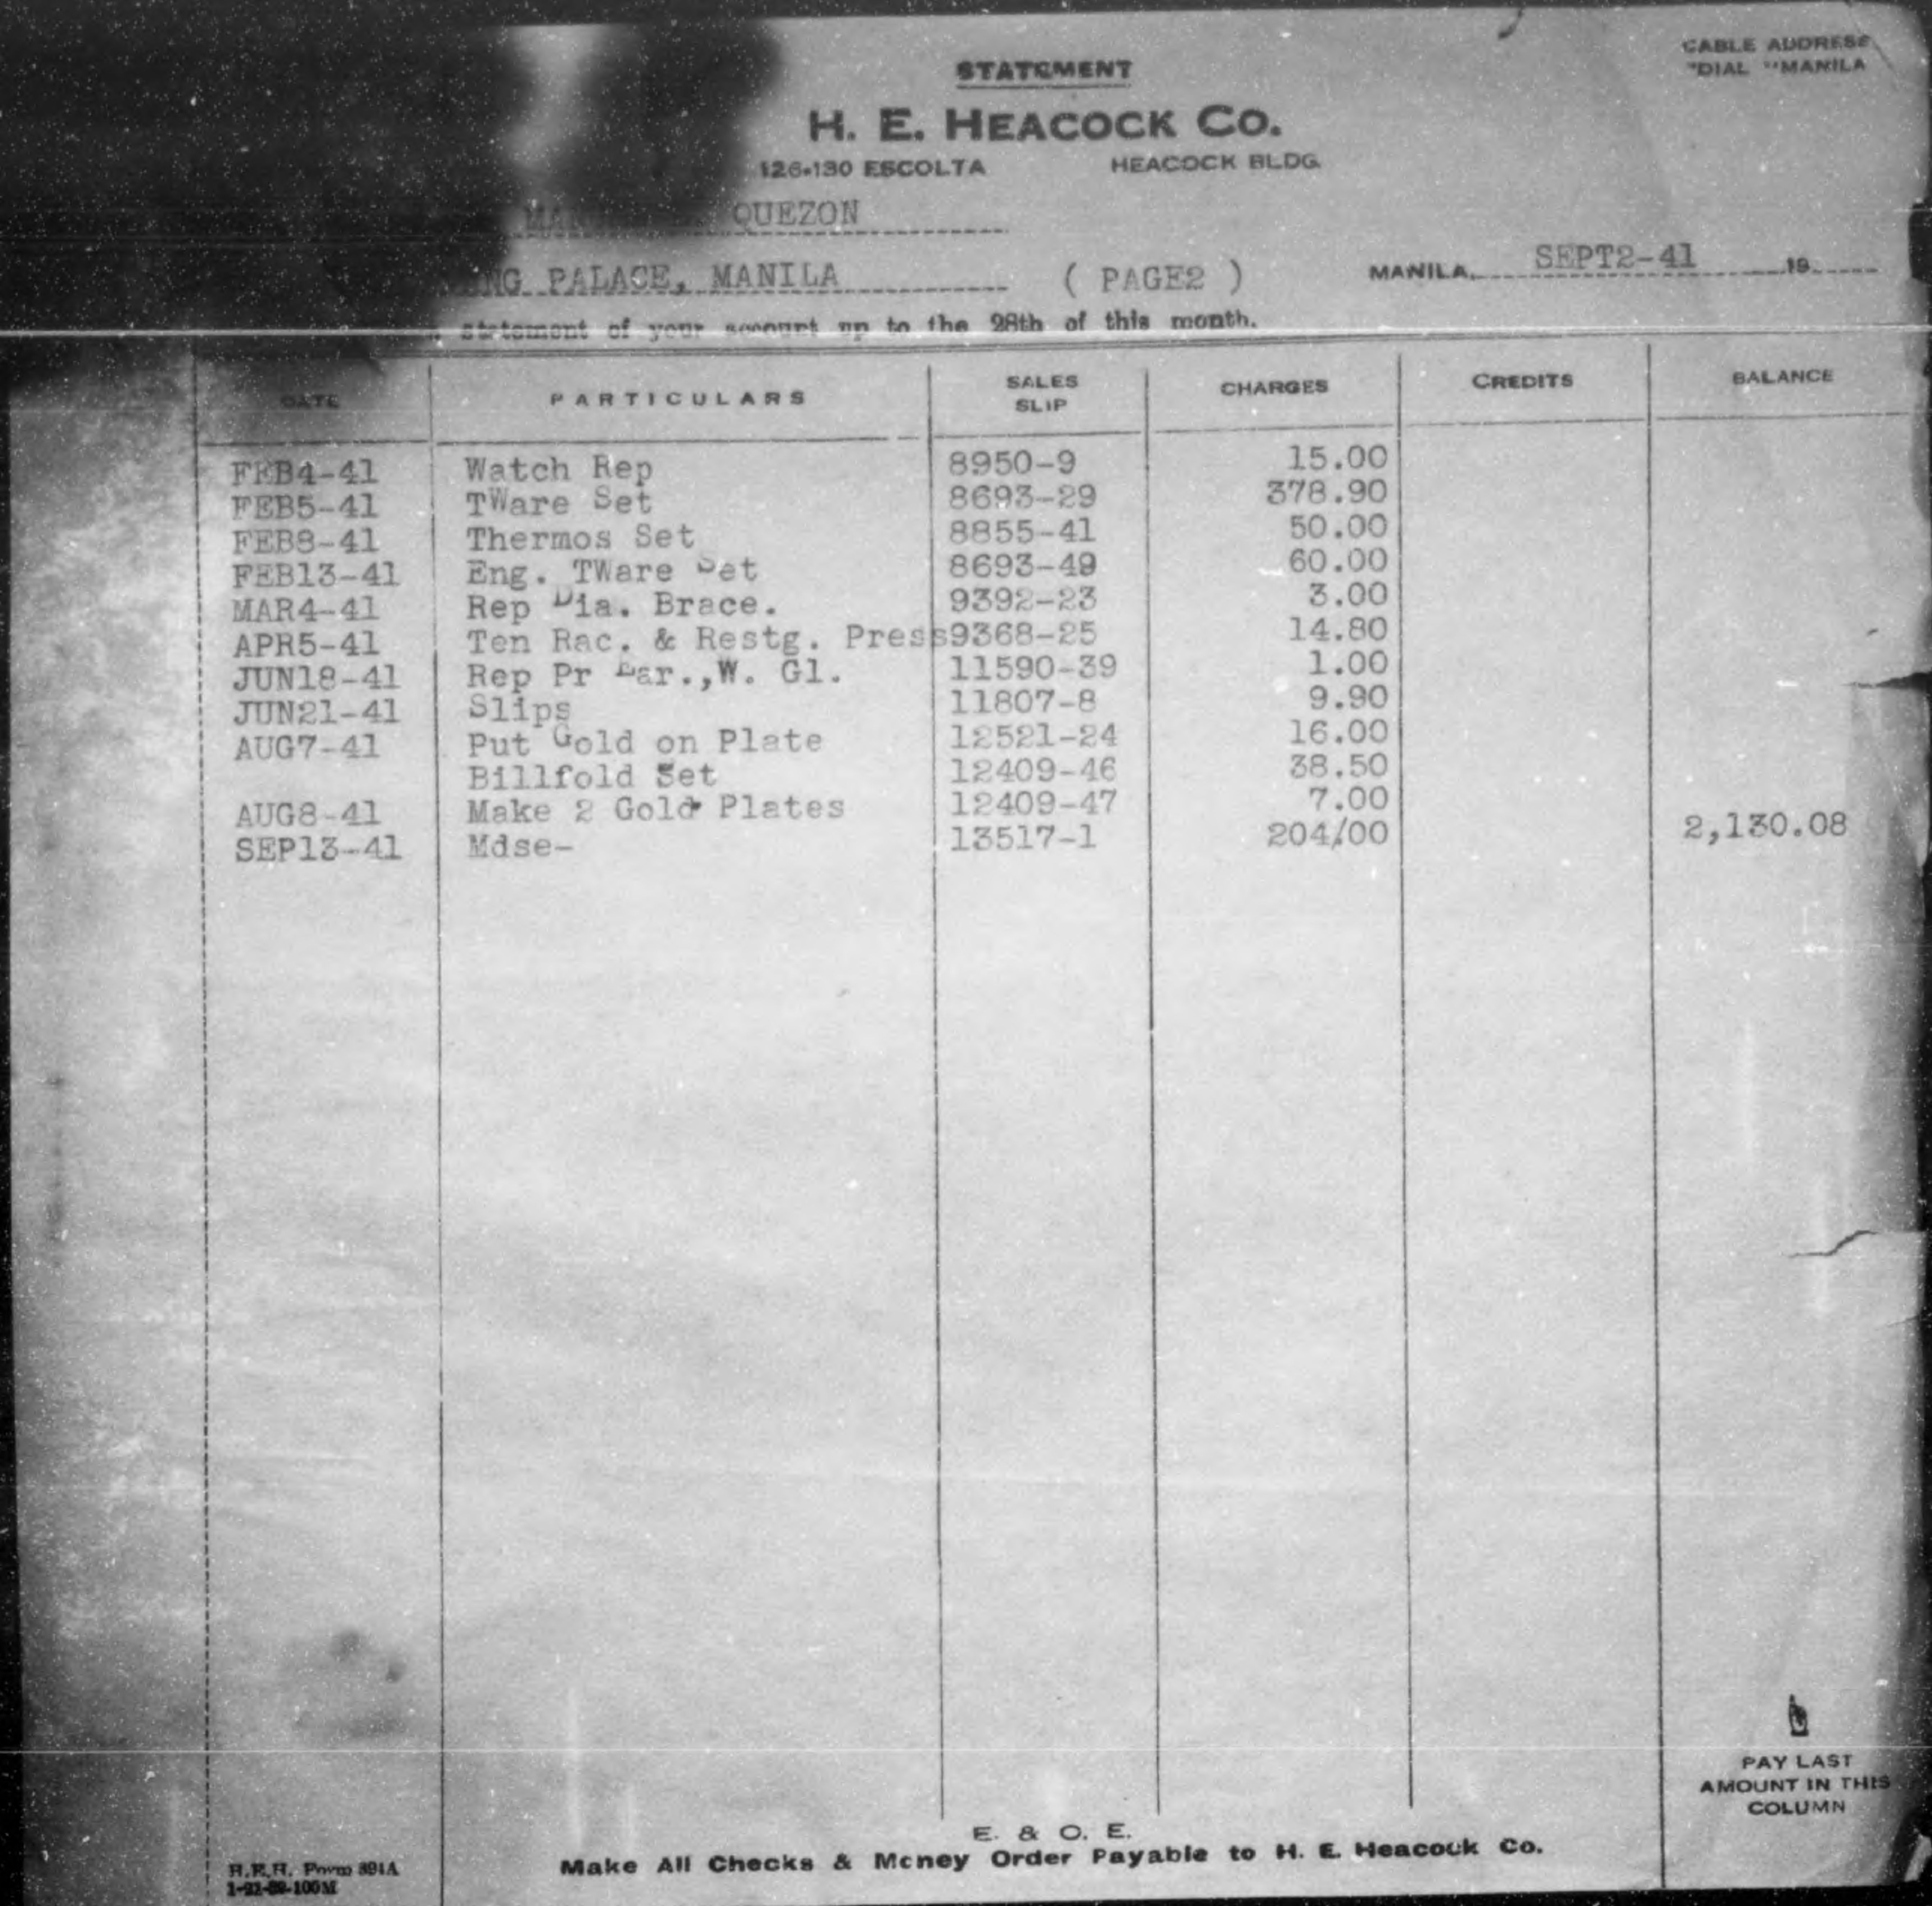 CABLE ADDRESS
"DIAL "MANILA
STATEMENT
H. E. HEACOCK CO.
126-130 ESCOLTA HEACOCK BLDG.
QUEZON
PALACE, MANILA ( PAGE2 ) MANILA, SEPT2-41 19
statement of your account up to the 28th of this month.
DATE PARTICULARS SALES SLIP CHARGES CREDITS BALANCE
FEB4-41 Watch Rep 8950-9 15.00
FEB5-41 TWare Set 8693-29 378.90
FEB8-41 Thermos Set 8855-41 50.00
FEB13-41 Eng. TWare Set 8693-49 60.00
MAR4-41 Rep Dia. Brace. 9392-23 3.00
APR5-41 Ten Rac. & Restg. Press 9368-25 14.80
JUN18-41 Rep Pr Ear.,W. Gl. 11590-39 1.00
JUN21-41 Slips 11807-8 9.90
AUG7-41 Put Gold on Plate 12521-24 16.00
Billfold Set 12409-46 38.50
AUG8-41 Make 2 Gold Plates 12409-47 7.00
SEP13-41 Mdse- 13517-1 204/00 2,130.08
PAY LAST
AMOUNT IN THIS
COLUMN
E. & O. E.
Make All Checks & Money Order Payable to H. E. Heacock Co.
H.E.H. Form 891A